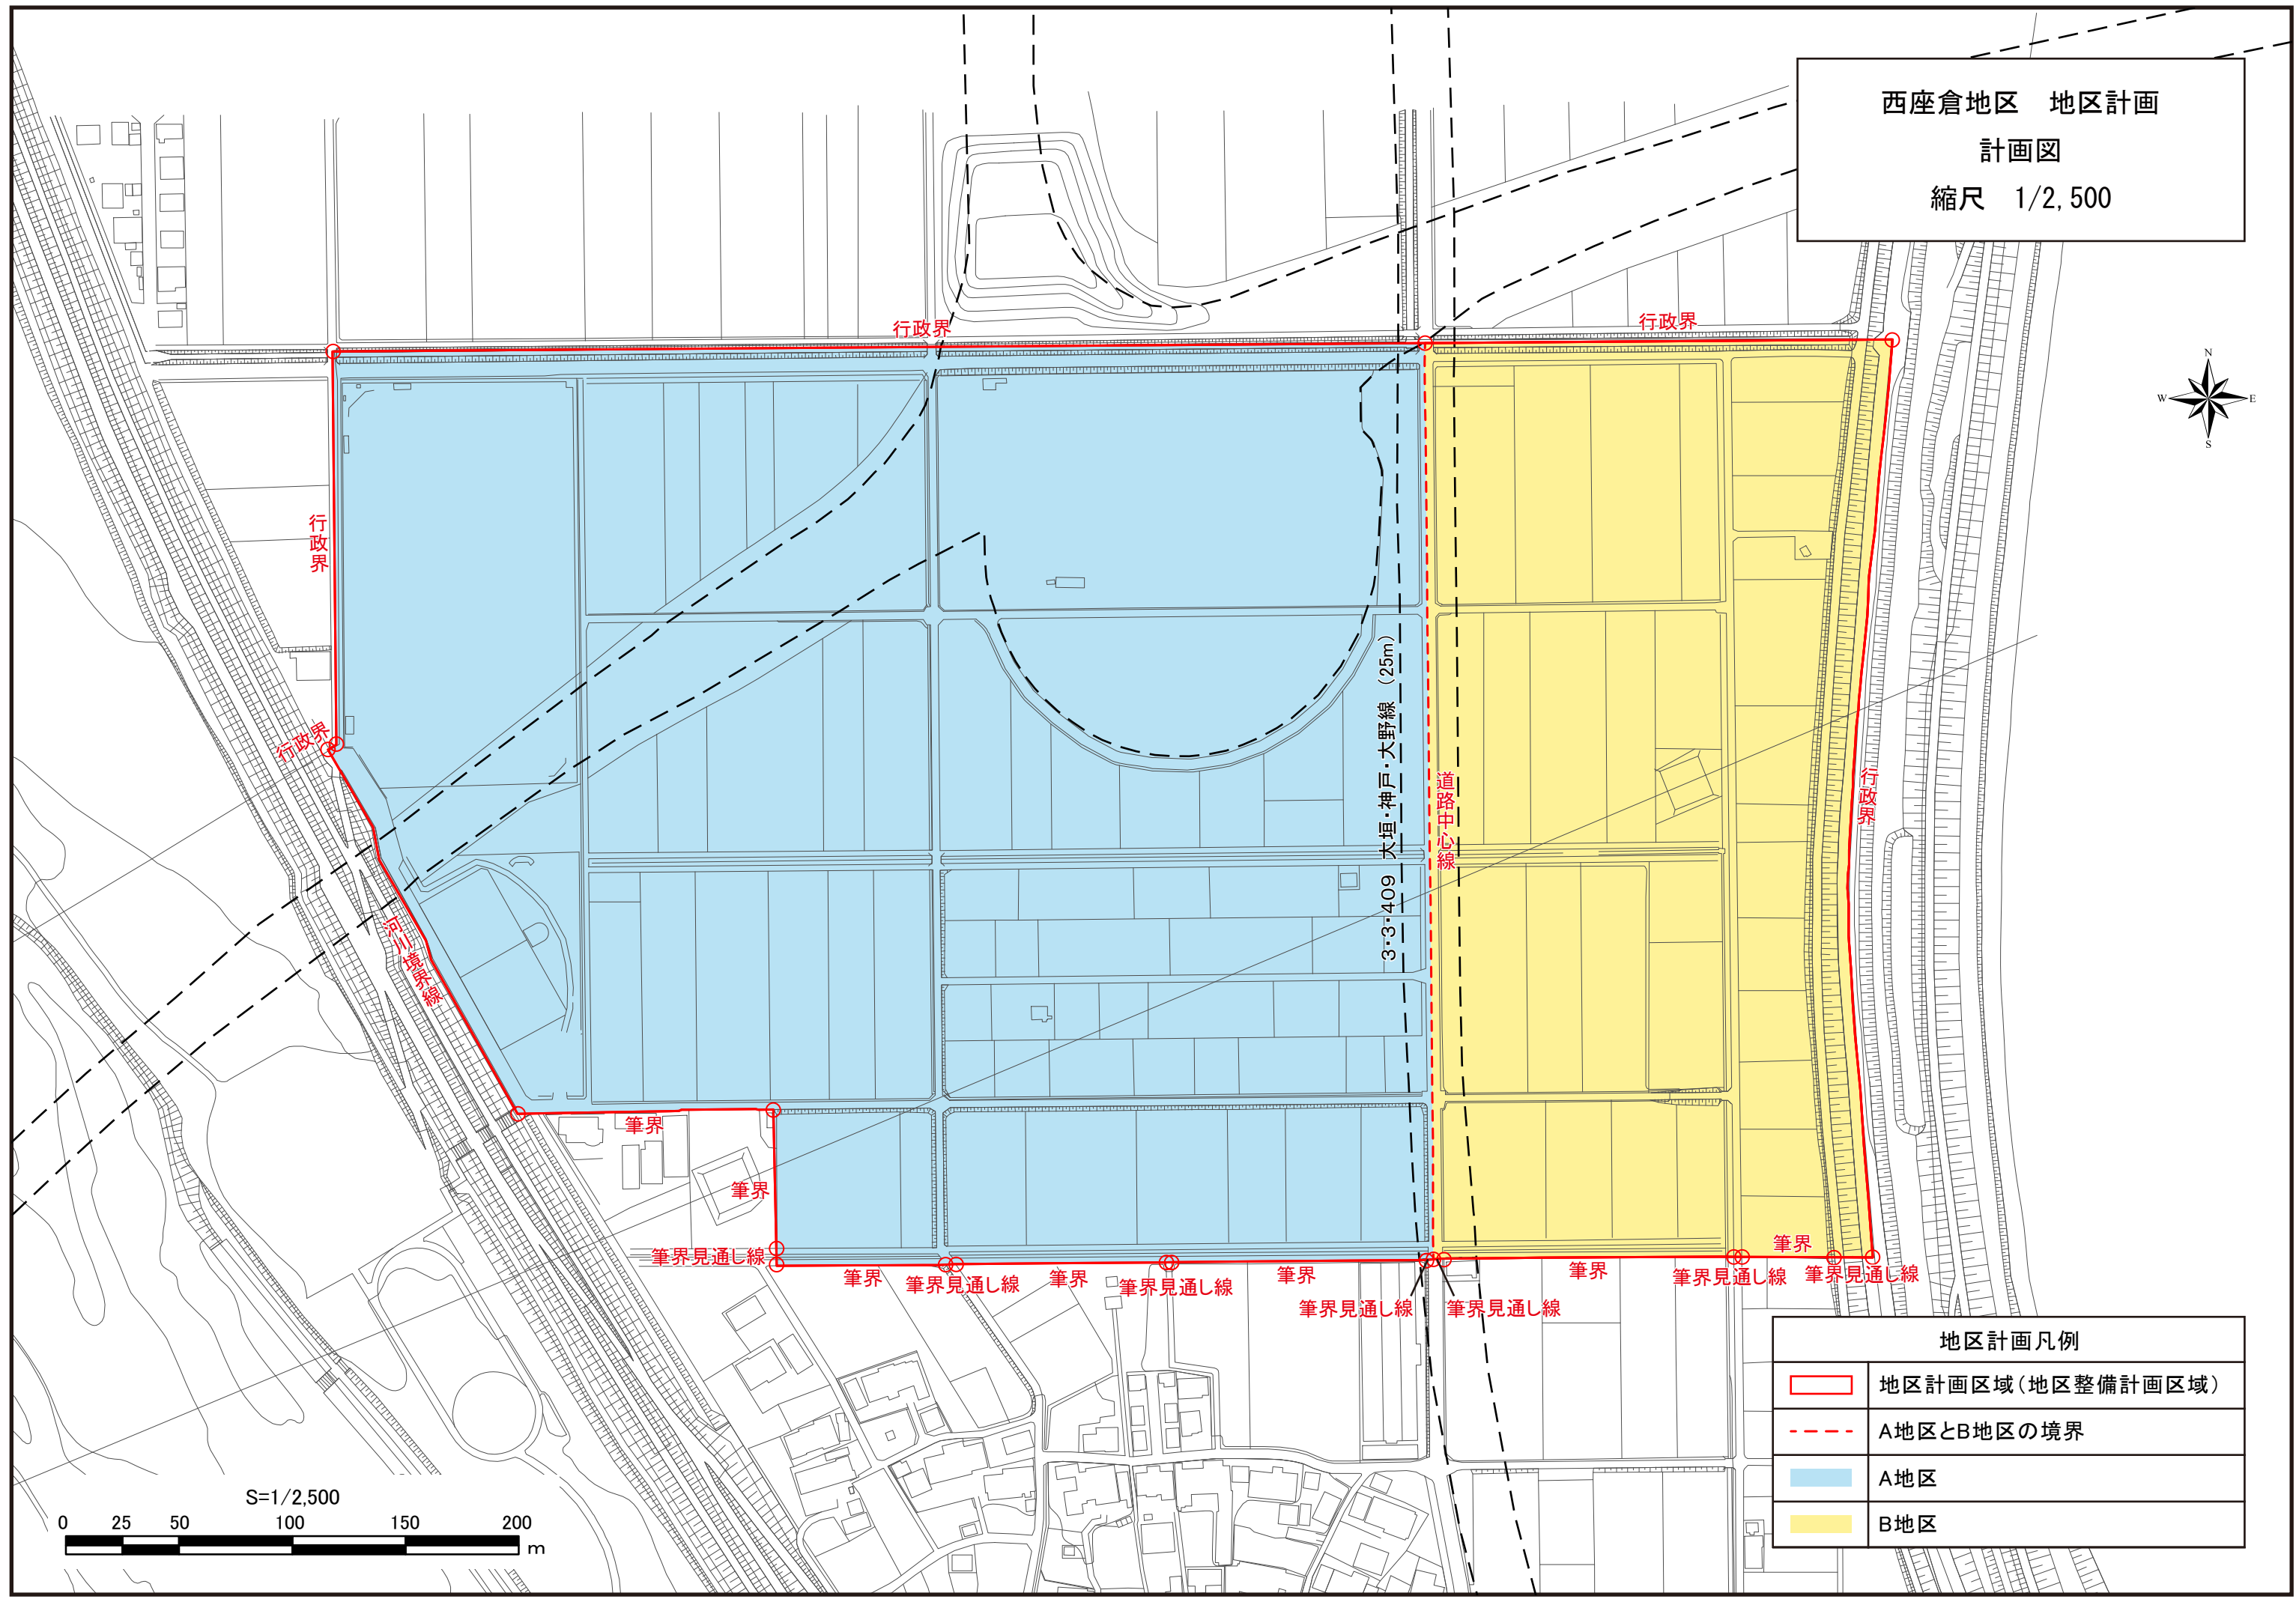 西座倉地区　地区計画
計画図
縮尺　1/2,500
行政界
行政界
N
W
E
S
行政界
行政界
河川境界線
3・3・409 大垣・神戸・大野線（25m）
道路中心線
行政界
筆界
筆界
筆界見通し線
筆界
筆界見通し線
筆界
筆界見通し線
筆界
筆界見通し線
筆界見通し線
筆界
筆界見通し線
筆界
筆界見通し線
地区計画凡例
地区計画区域（地区整備計画区域）
A地区とB地区の境界
A地区
B地区
S=1/2,500
0 25 50 100 150 200
m